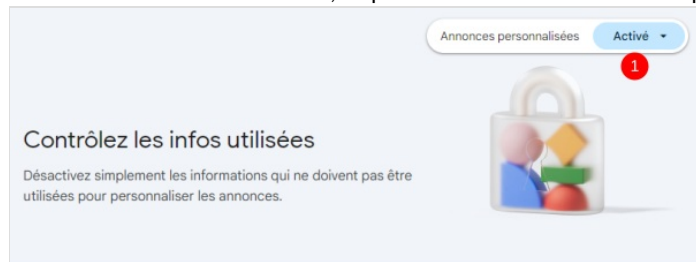 Annonces personnalisées Activé
1
Contrôlez les infos utilisées
Désactivez simplement les informations qui ne doivent pas être
utilisées pour personnaliser les annonces.